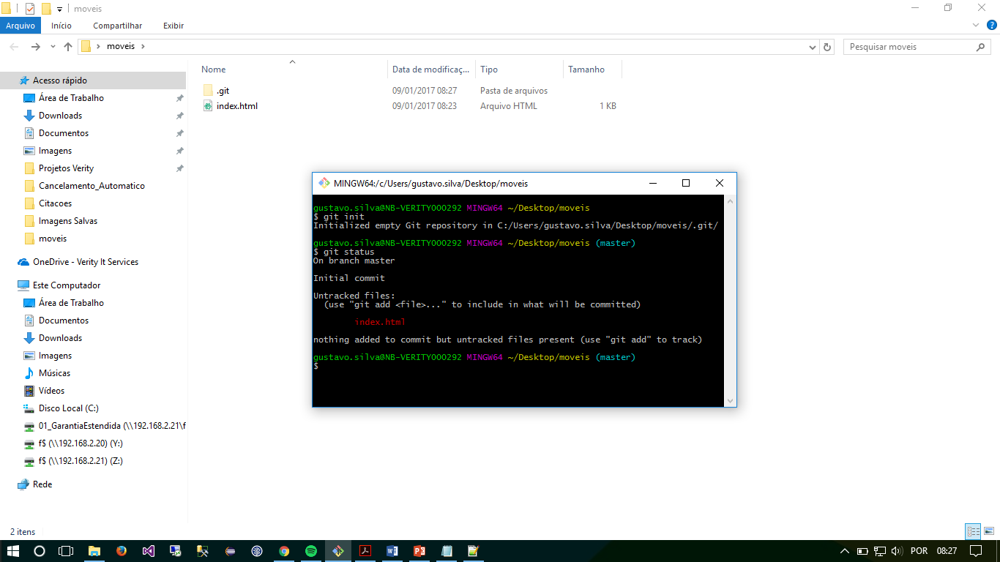 moveis
Arquivo Início Compartilhar Exibir
moveis
Pesquisar moveis
Nome Data de modificaç... Tipo Tamanho
.git 09/01/2017 08:27 Pasta de arquivos
index.html 09/01/2017 08:23 Arquivo HTML 1 KB
Acesso rápido
Área de Trabalho
Downloads
Documentos
Imagens
Projetos Verity
Cancelamento_Automatico
Citacoes
Imagens Salvas
moveis
OneDrive - Verity It Services
Este Computador
Área de Trabalho
Documentos
Downloads
Imagens
Músicas
Vídeos
Disco Local (C:)
01_GarantiaEstendida (\\192.168.2.21\f
f$ (\\192.168.2.20) (Y:)
f$ (\\192.168.2.21) (Z:)
Rede
2 itens
MINGW64:/c/Users/gustavo.silva/Desktop/moveis
gustavo.silva@NB-VERITY000292 MINGW64 ~/Desktop/moveis
$ git init
Initialized empty Git repository in C:/Users/gustavo.silva/Desktop/moveis/.git/
gustavo.silva@NB-VERITY000292 MINGW64 ~/Desktop/moveis (master)
$ git status
On branch master
Initial commit
Untracked files:
(use "git add <file>..." to include in what will be committed)
index.html
nothing added to commit but untracked files present (use "git add" to track)
gustavo.silva@NB-VERITY000292 MINGW64 ~/Desktop/moveis (master)
$
POR 08:27